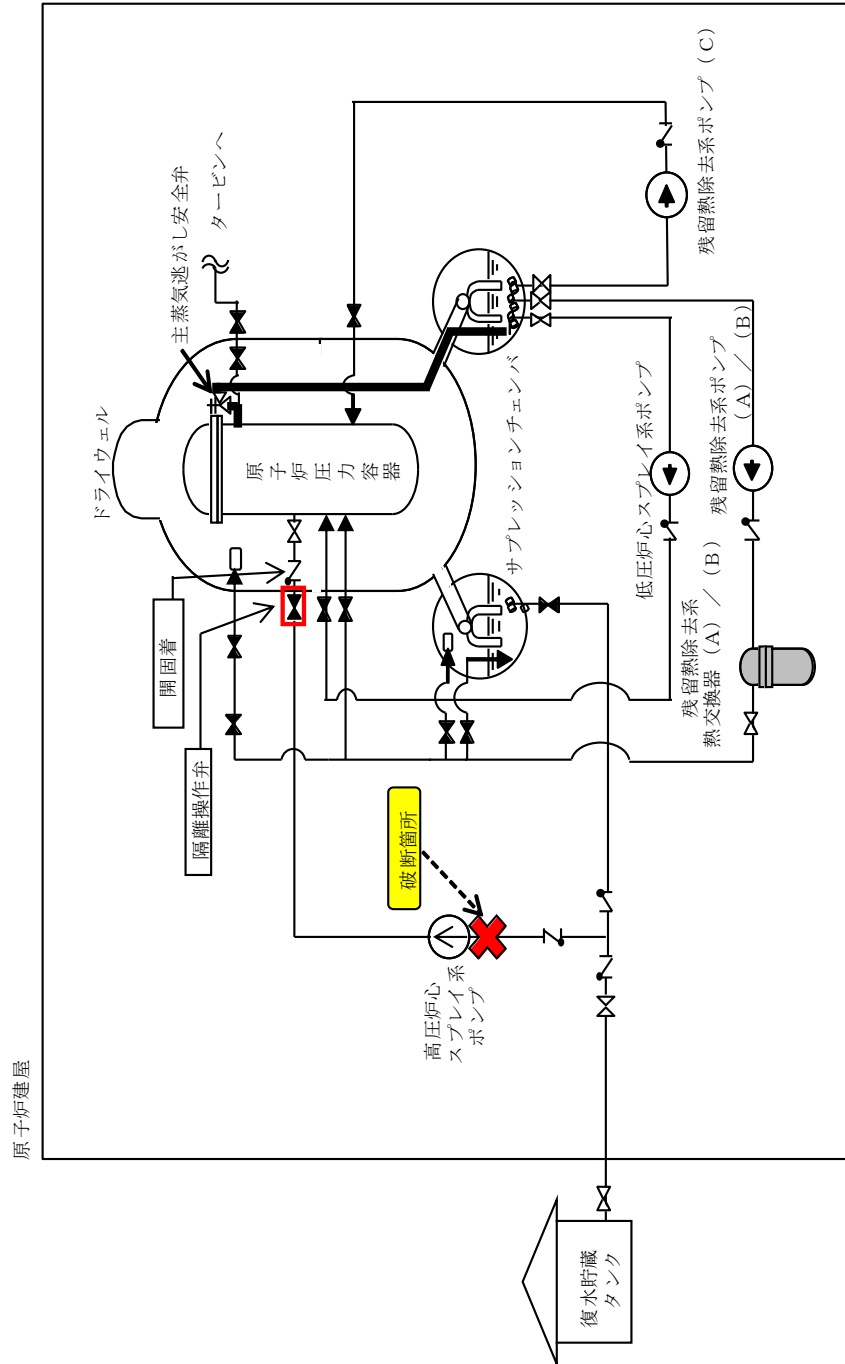 原子炉建屋
ドライウェル
主蒸気逃がし安全弁
タービンへ
原子炉圧力容器
開固着
隔離操作弁
破断箇所
高圧炉心
スプレイ系
ポンプ
サプレッションチェンバ
低圧炉心スプレイ系ポンプ
残留熱除去系ポンプ
(A)/(B)
残留熱除去系ポンプ(C)
残留熱除去系
熱交換器(A)/(B)
復水貯蔵
タンク